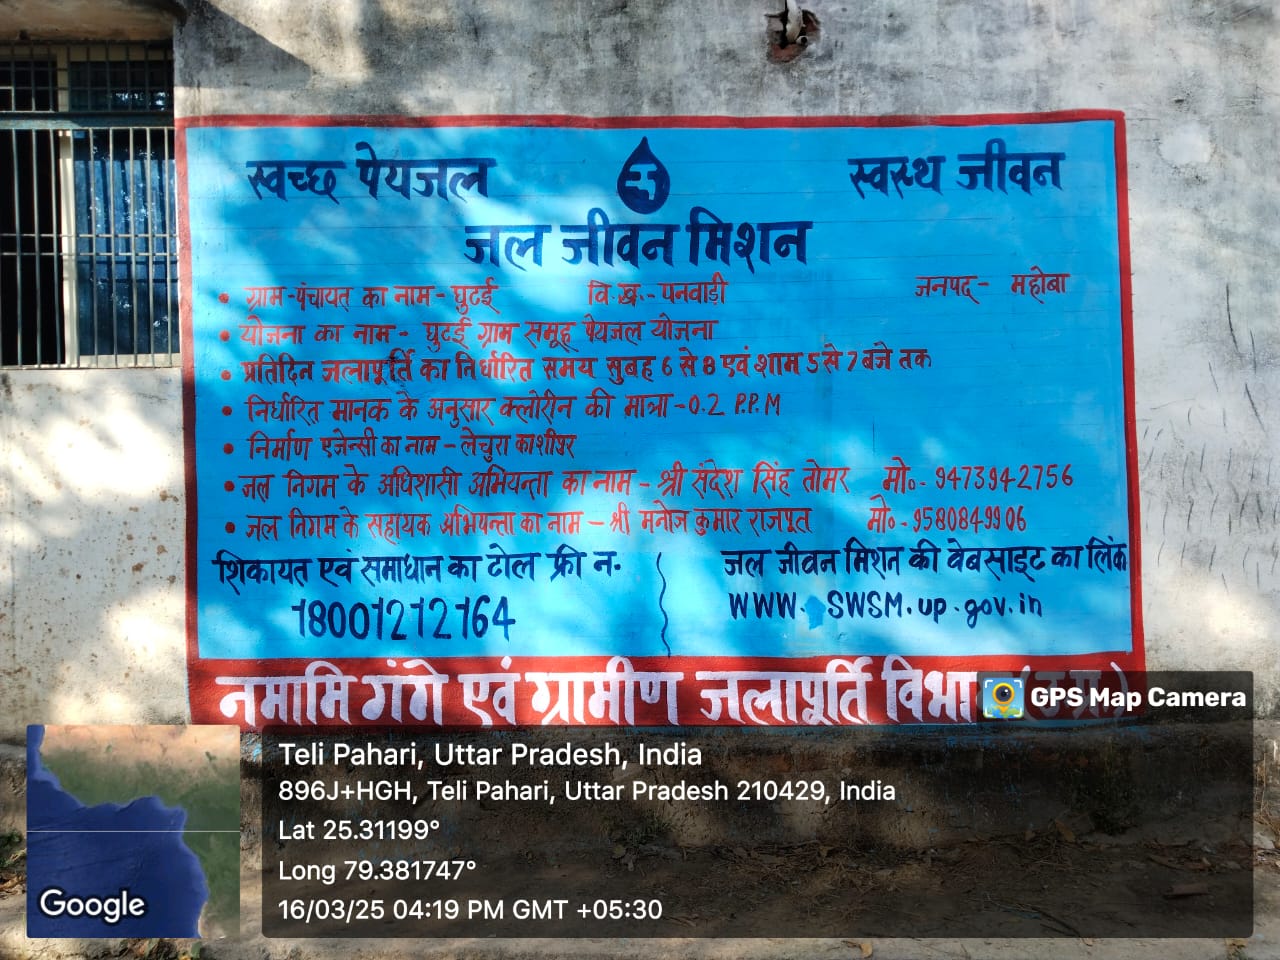 स्वच्छ पेयजल
स्वस्थ जीवन
जल जीवन मिशन
• ग्राम-पंचायत का नाम - घुटई वि.ख.- पनवाड़ी जनपद - महोबा
• योजना का नाम - घुटई ग्राम समूह पेयजल योजना
• प्रतिदिन जलापूर्ति का निर्धारित समय सुबह 6 से 8 एवं शाम 5 से 7 बजे तक
• निर्धारित मानक के अनुसार क्लोरीन की मात्रा - 0.2 P.P.M
• निर्माण एजेन्सी का नाम - लेचुरा काशीपुर
• जल निगम के अधिशासी अभियन्ता का नाम - श्री संदेश सिंह तोमर मो०- 9473942756
• जल निगम के सहायक अभियन्ता का नाम - श्री मनोज कुमार राजपूत मो०- 9580849906
शिकायत एवं समाधान का टोल फ्री न.
18001212164
जल जीवन मिशन की वेबसाइट का लिंक
WWW. SWSM.up.gov.in
नमामि गंगे एवं ग्रामीण जलापूर्ति विभा
GPS Map Camera
Teli Pahari, Uttar Pradesh, India
896J+HGH, Teli Pahari, Uttar Pradesh 210429, India
Lat 25.31199°
Long 79.381747°
16/03/25 04:19 PM GMT +05:30
Google